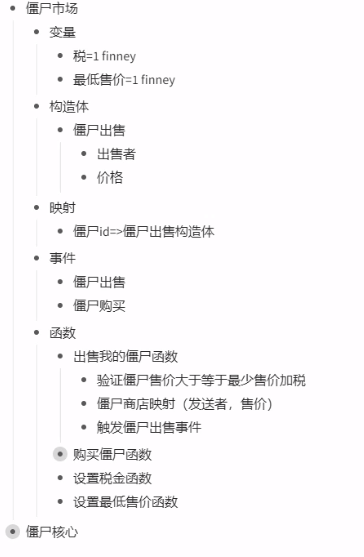 僵尸市场
变量
税=1 finney
最低售价=1 finney
构造体
僵尸出售
出售者
价格
映射
僵尸id=>僵尸出售构造体
事件
僵尸出售
僵尸购买
函数
出售我的僵尸函数
验证僵尸售价大于等于最少售价加税
僵尸商店映射（发送者，售价）
触发僵尸出售事件
购买僵尸函数
设置税金函数
设置最低售价函数
僵尸核心